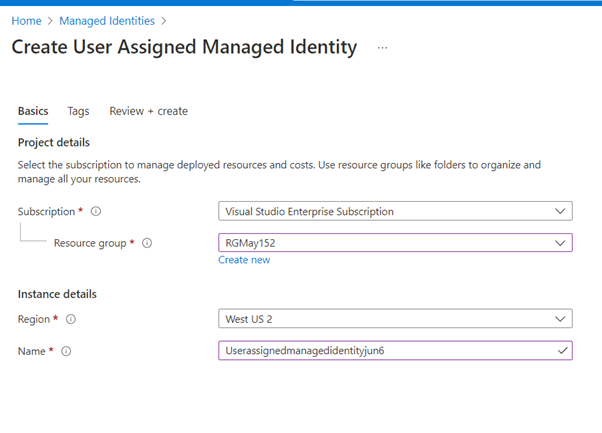 Home > Managed Identities >
Create User Assigned Managed Identity ...
Basics Tags Review + create
Project details
Select the subscription to manage deployed resources and costs. Use resource groups like folders to organize and
manage all your resources.
Subscription * Visual Studio Enterprise Subscription
Resource group * RGMay152
Create new
Instance details
Region * West US 2
Name * Userassignedmanagedidentityjun6